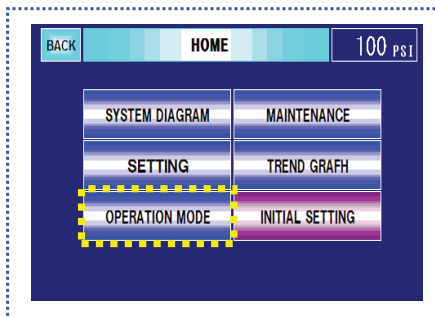 BACK HOME 100 PSI
SYSTEM DIAGRAM MAINTENANCE
SETTING TREND GRAFH
OPERATION MODE INITIAL SETTING